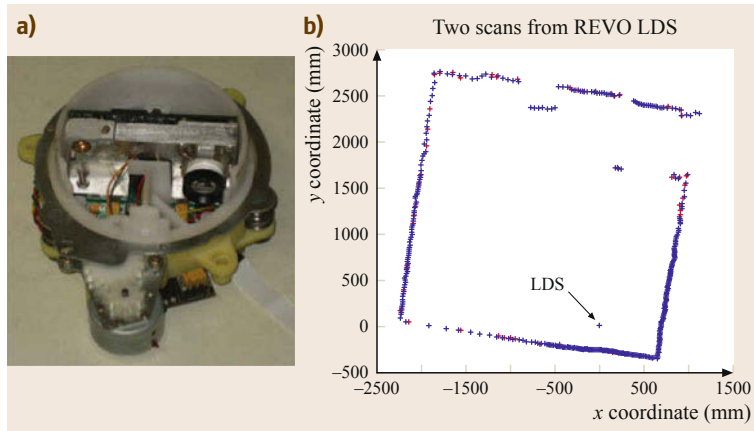 a)
b)
Two scans from REVO LDS
y coordinate (mm)
3000
2500
2000
1500
1000
500
0
–500
LDS
–2500
–1500
–500
500
1500
x coordinate (mm)